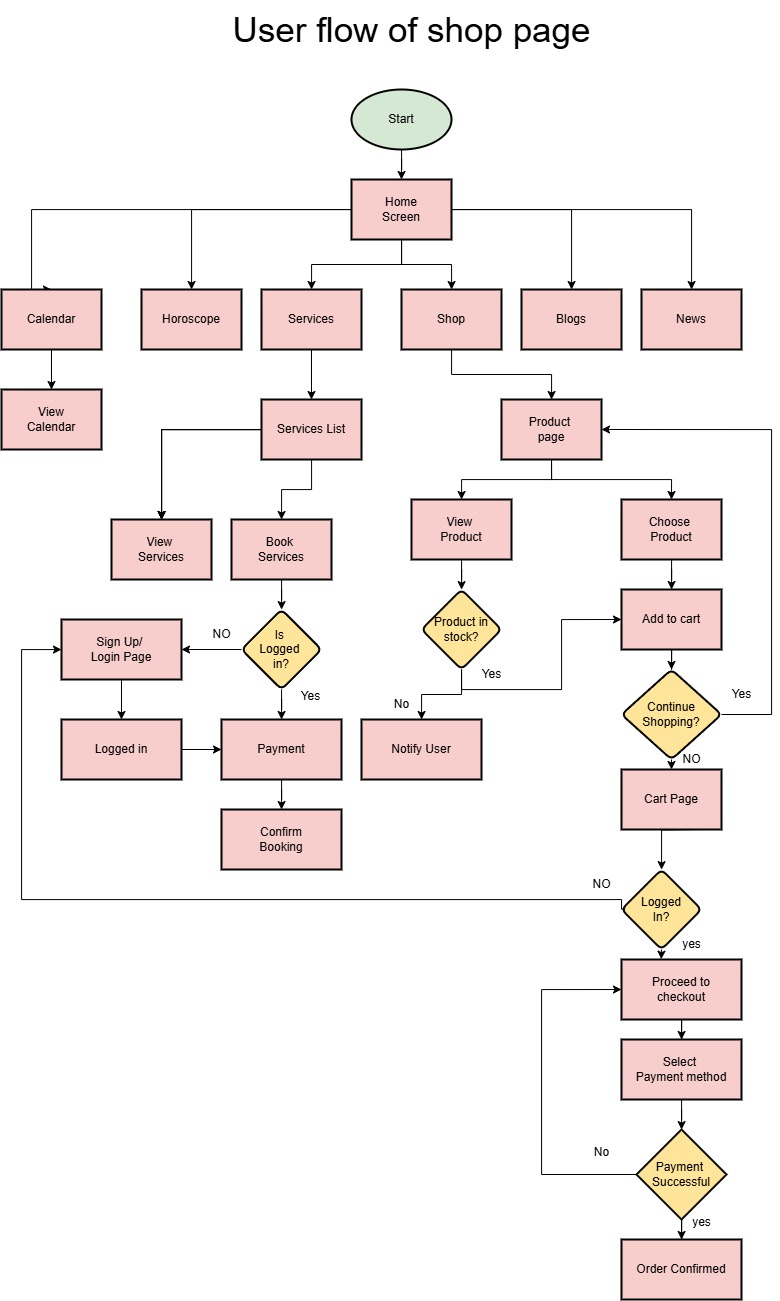 User flow of shop page
Start
Home
Screen
Calendar
Horoscope
Services
Shop
Blogs
News
View
Calendar
Services List
Product
page
View
Services
Book
Services
View
Product
Choose
Product
Sign Up/
Login Page
NO
Is
Logged
in?
Product in
stock?
Add to cart
Yes
Yes
No
Continue
Shopping?
Yes
Logged in
Payment
Notify User
NO
Cart Page
Confirm
Booking
NO
Logged
In?
yes
Proceed to
checkout
Select
Payment method
No
Payment
Successful
yes
Order Confirmed